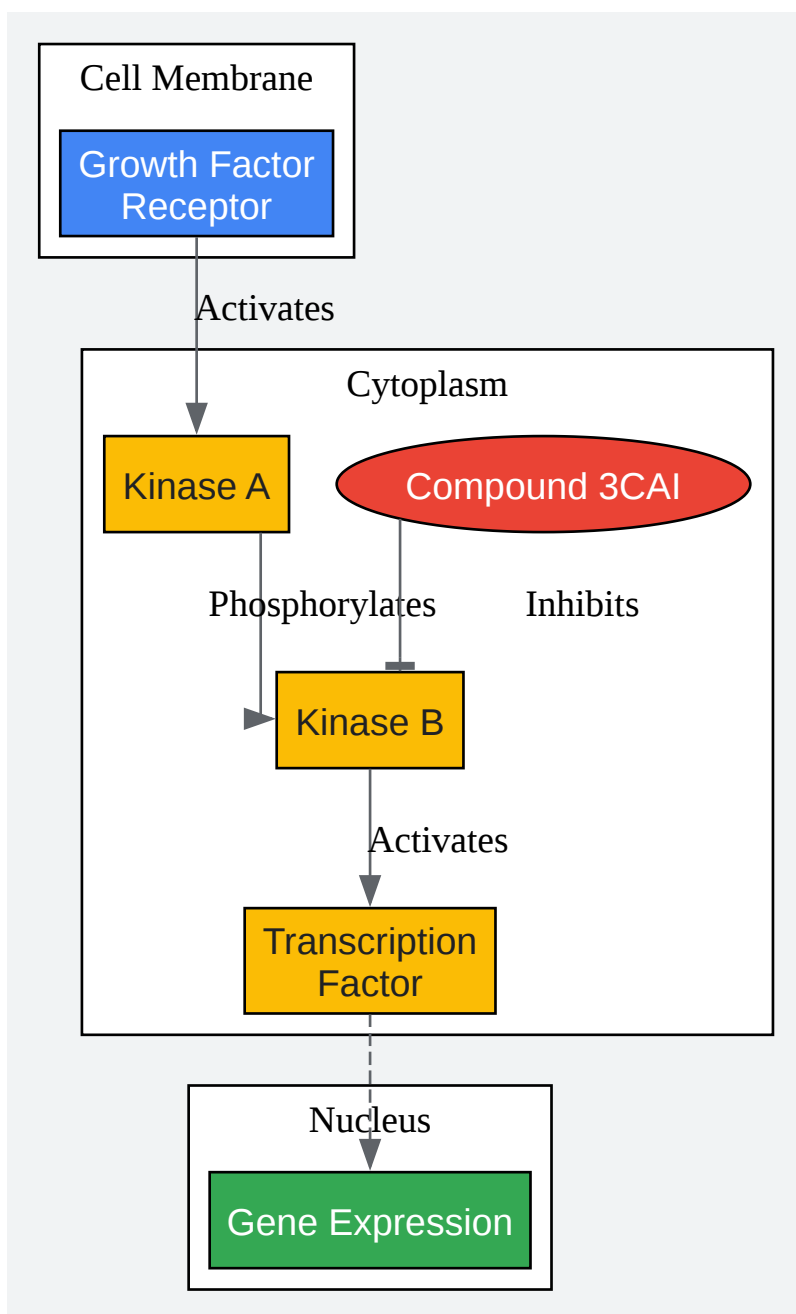 Cell Membrane
Growth Factor
Receptor
Activates
Cytoplasm
Kinase A
Compound 3CAI
Phosphorylates
Inhibits
Kinase B
Activates
Transcription
Factor
Nucleus
Gene Expression